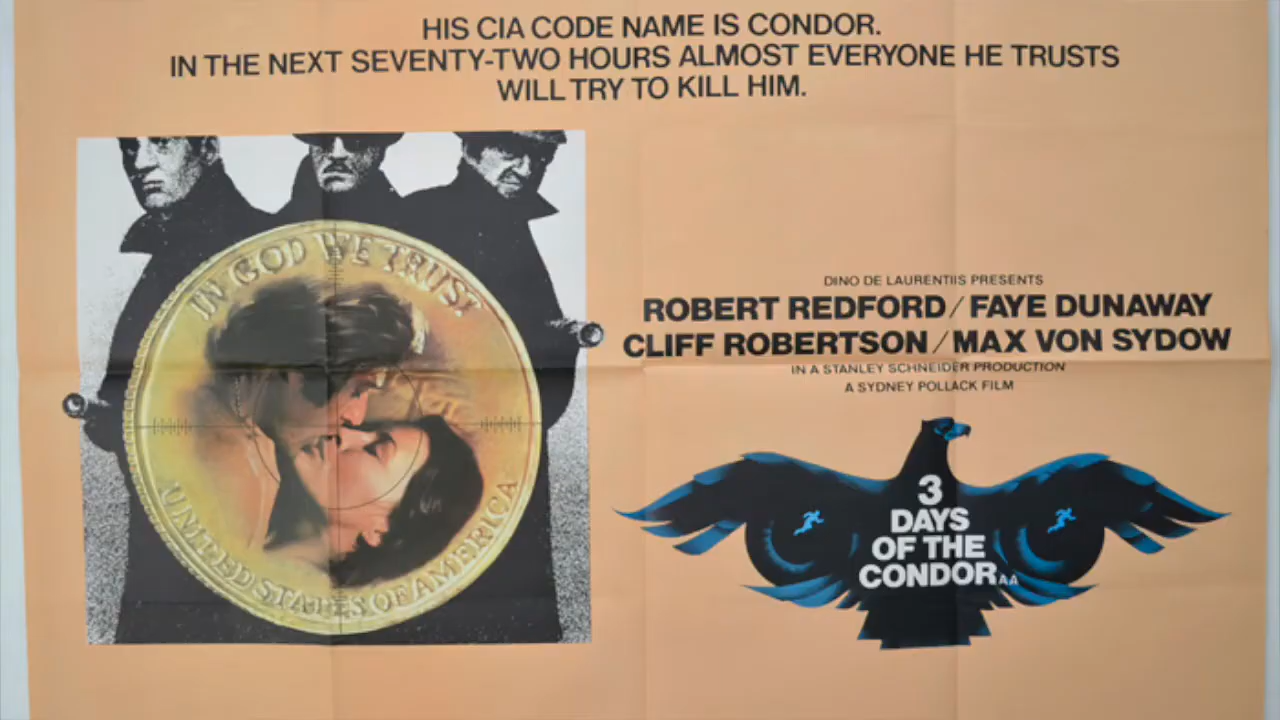 HIS CIA CODE NAME IS CONDOR.
IN THE NEXT SEVENTY-TWO HOURS ALMOST EVERYONE HE TRUSTS
WILL TRY TO KILL HIM.
IN GOD WE TRUST
UNITED STATES OF AMERICA
DINO DE LAURENTIIS PRESENTS
ROBERT REDFORD / FAYE DUNAWAY
CLIFF ROBERTSON / MAX VON SYDOW
IN A STANLEY SCHNEIDER PRODUCTION
A SYDNEY POLLACK FILM
3
DAYS
OF THE
CONDOR AA